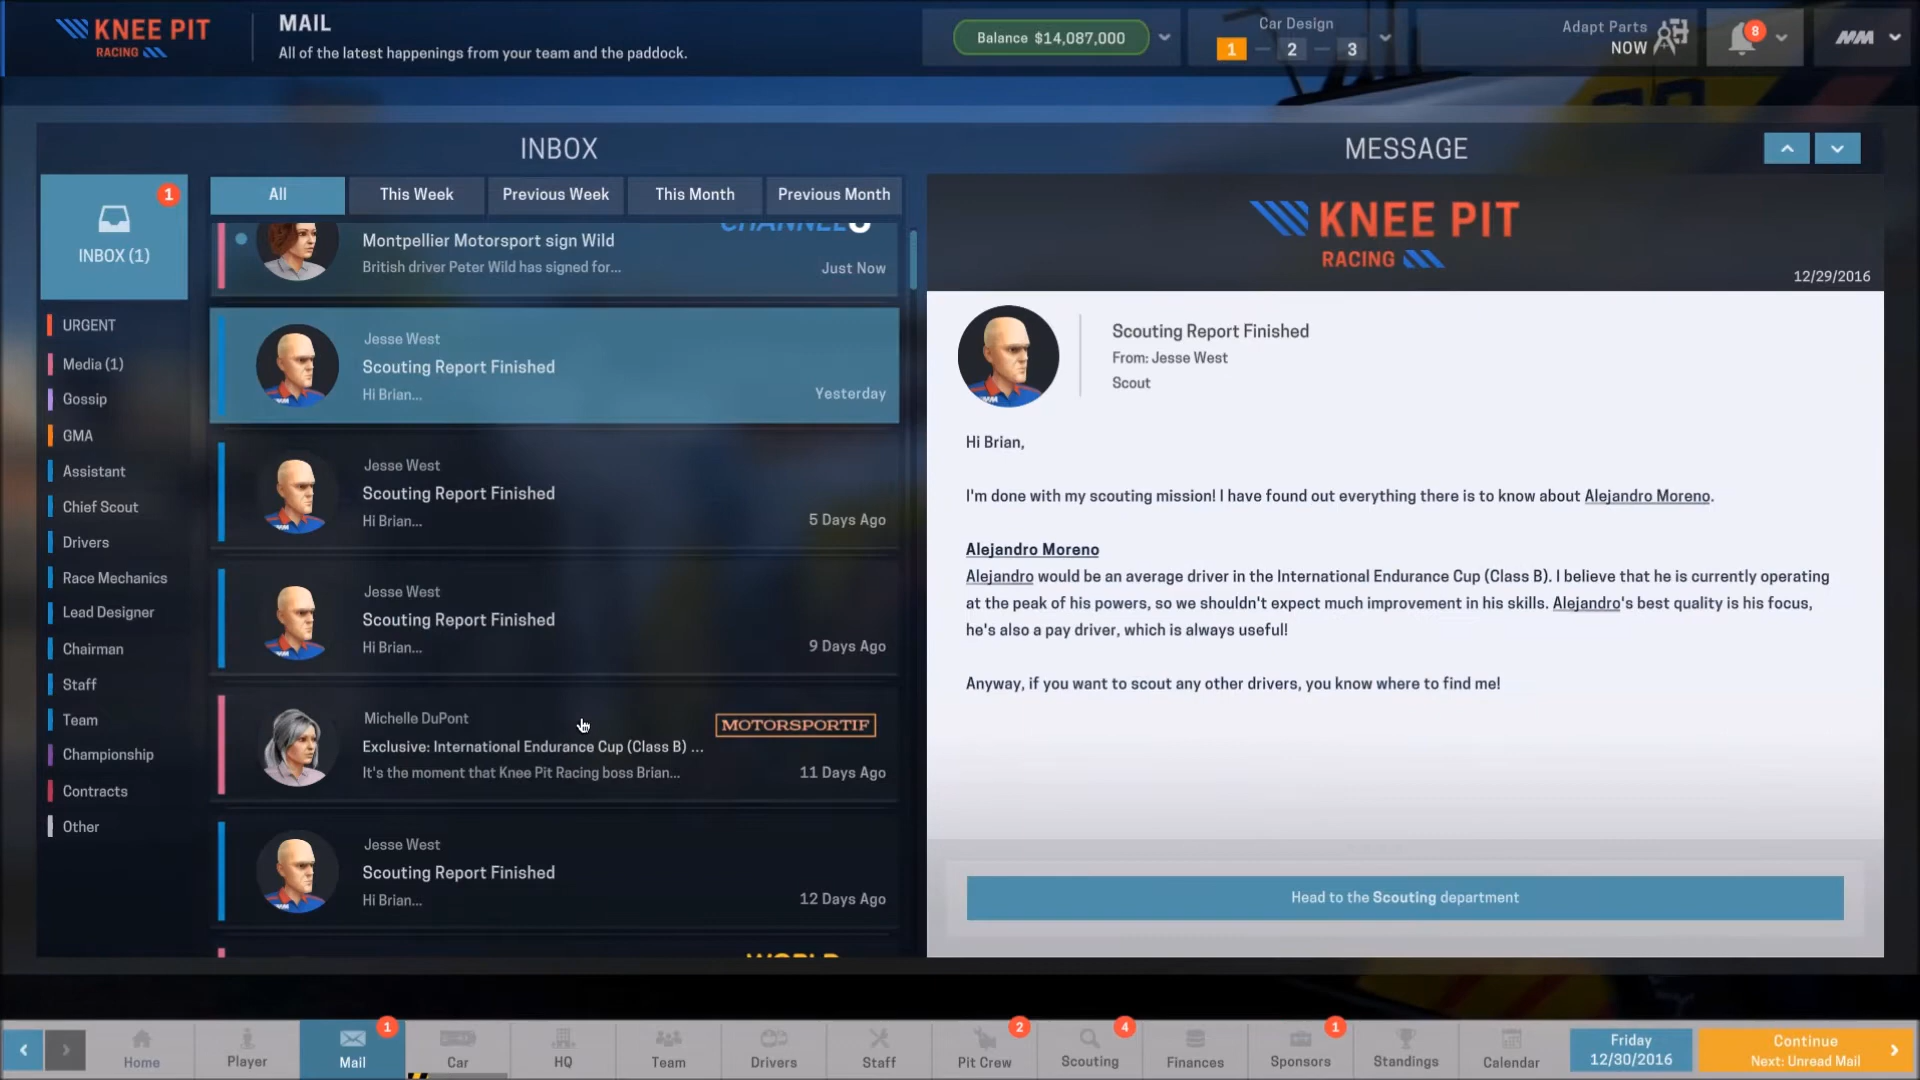 KNEE PIT
RACING
MAIL
All of the latest happenings from your team and the paddock.
Balance $14,087,000
Car Design
1 2 3
Adapt Parts
NOW
8
INBOX
MESSAGE
1
INBOX (1)
URGENT
Media (1)
Gossip
GMA
Assistant
Chief Scout
Drivers
Race Mechanics
Lead Designer
Chairman
Staff
Team
Championship
Contracts
Other
All
This Week
Previous Week
This Month
Previous Month
Montpellier Motorsport sign Wild
British driver Peter Wild has signed for...
Just Now
Jesse West
Scouting Report Finished
Hi Brian...
Yesterday
Jesse West
Scouting Report Finished
Hi Brian...
5 Days Ago
Jesse West
Scouting Report Finished
Hi Brian...
9 Days Ago
Michelle DuPont
MOTORSPORTIF
Exclusive: International Endurance Cup (Class B) ...
It's the moment that Knee Pit Racing boss Brian...
11 Days Ago
Jesse West
Scouting Report Finished
Hi Brian...
12 Days Ago
KNEE PIT
RACING
12/29/2016
Scouting Report Finished
From: Jesse West
Scout
Hi Brian,
I'm done with my scouting mission! I have found out everything there is to know about Alejandro Moreno.
Alejandro Moreno
Alejandro would be an average driver in the International Endurance Cup (Class B). I believe that he is currently operating
at the peak of his powers, so we shouldn't expect much improvement in his skills. Alejandro's best quality is his focus,
he's also a pay driver, which is always useful!
Anyway, if you want to scout any other drivers, you know where to find me!
Head to the Scouting department
Home
Player
1
Mail
Car
HQ
Team
Drivers
Staff
2
Pit Crew
4
Scouting
Finances
1
Sponsors
Standings
Calendar
Friday
12/30/2016
Continue
Next: Unread Mail